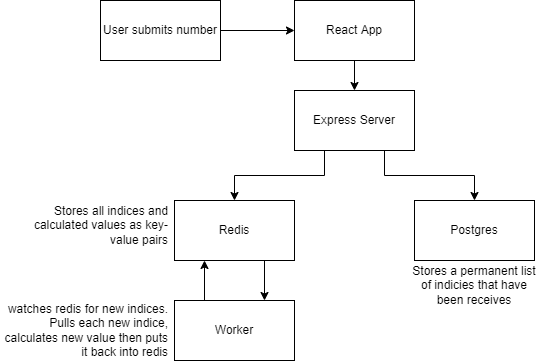 User submits number
React App
Express Server
Stores all indices and
calculated values as key-
value pairs
Redis
Postgres
Stores a permanent list
of indicies that have
been receives
watches redis for new indices.
Pulls each new indice,
calculates new value then puts
it back into redis
Worker